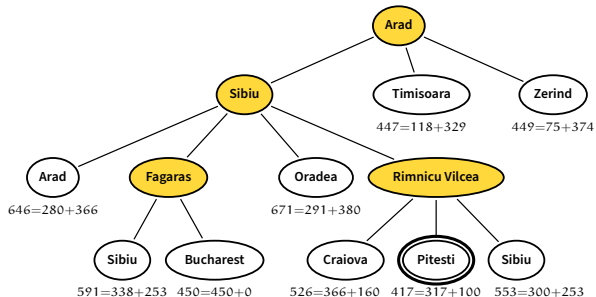 Arad
Sibiu
Timisoara
Zerind
447=118+329
449=75+374
Arad
Fagaras
Oradea
Rimnicu Vilcea
646=280+366
671=291+380
Sibiu
Bucharest
Craiova
Pitesti
Sibiu
591=338+253
450=450+0
526=366+160
417=317+100
553=300+253